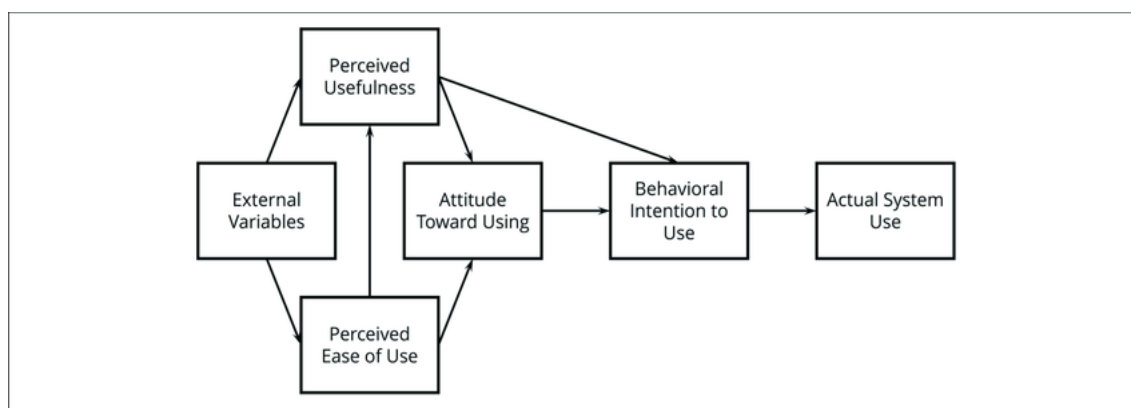 Perceived
Usefulness
External
Variables
Attitude
Toward Using
Behavioral
Intention to
Use
Actual System
Use
Perceived
Ease of Use